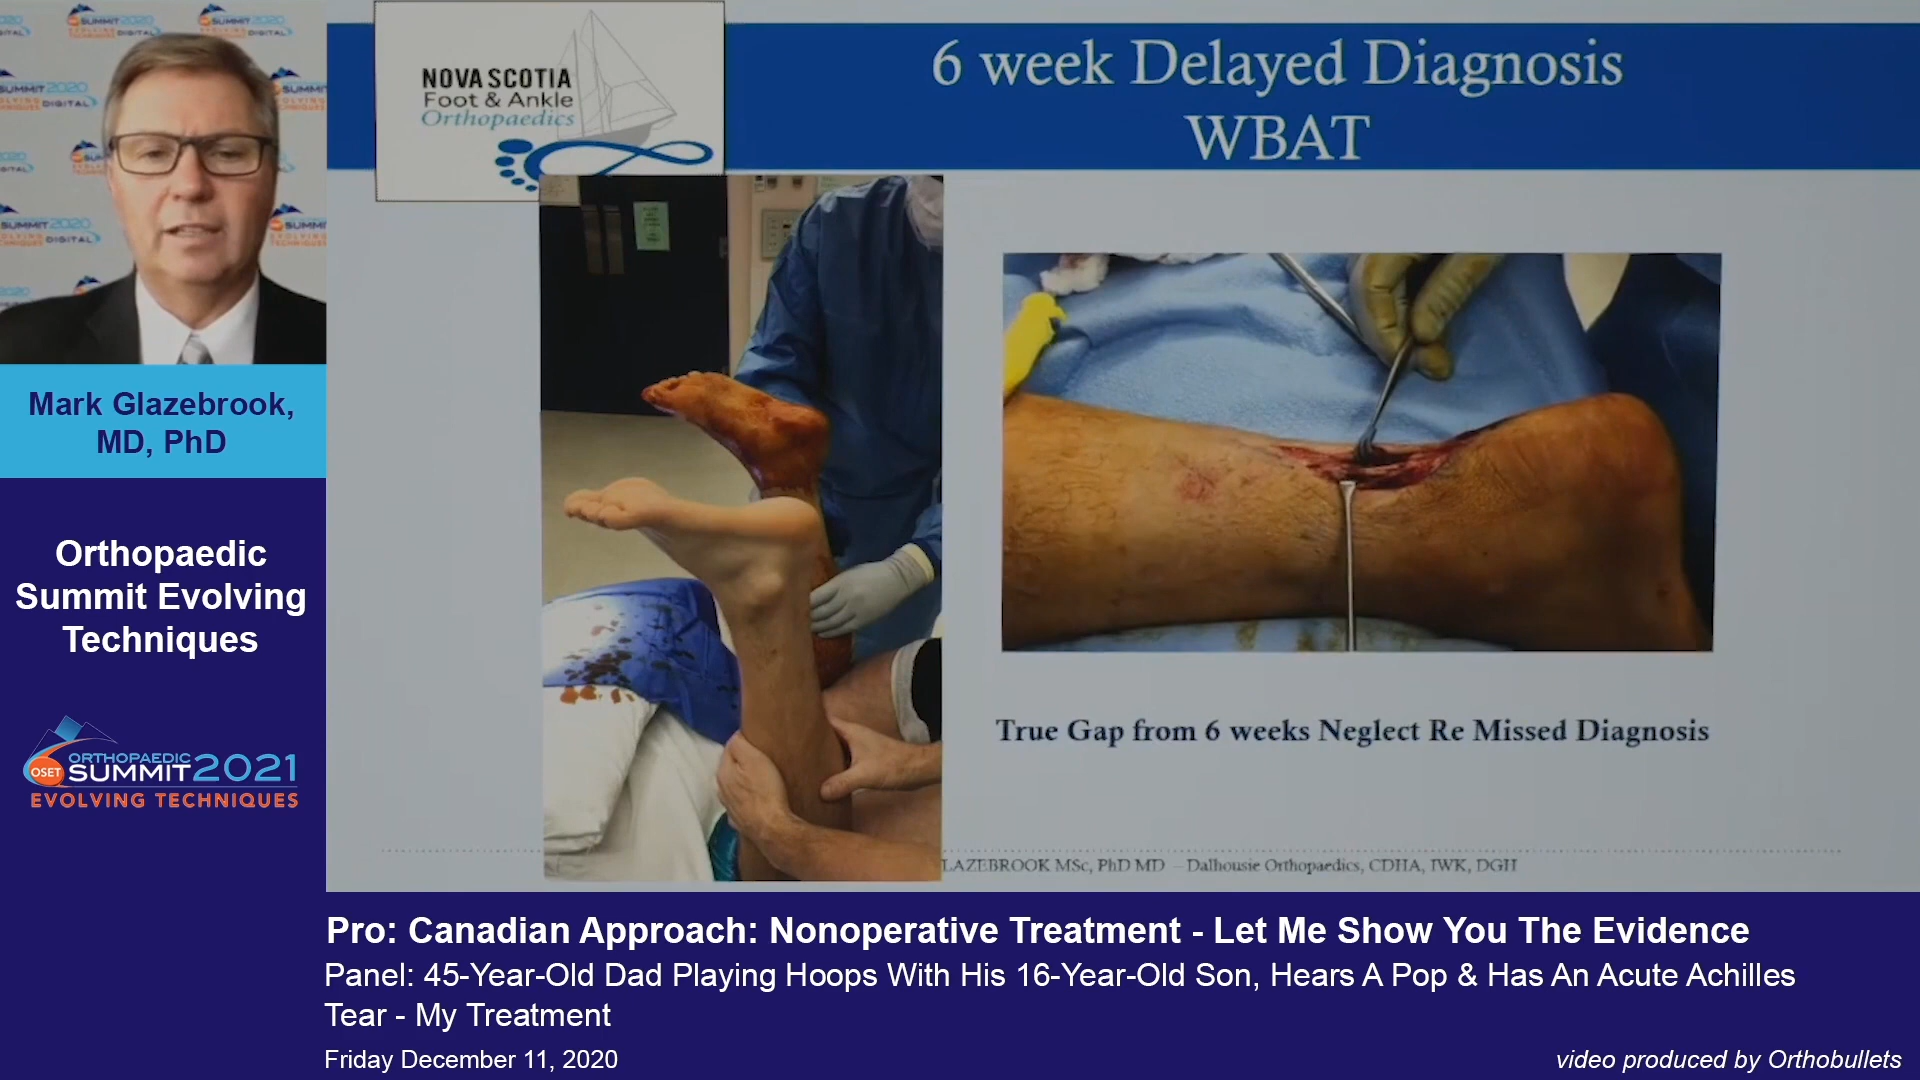 NOVA SCOTIA
Foot & Ankle
Orthopaedics
6 week Delayed Diagnosis
WBAT
Mark Glazebrook,
MD, PhD
Orthopaedic
Summit Evolving
Techniques
OSET
ORTHOPAEDIC
SUMMIT 2021
EVOLVING TECHNIQUES
True Gap from 6 weeks Neglect Re Missed Diagnosis
LAZEBROOK MSc, PhD MD – Dalhousie Orthopaedics, CDHA, IWK, DGH
Pro: Canadian Approach: Nonoperative Treatment - Let Me Show You The Evidence
Panel: 45-Year-Old Dad Playing Hoops With His 16-Year-Old Son, Hears A Pop & Has An Acute Achilles
Tear - My Treatment
Friday December 11, 2020
video produced by Orthobullets